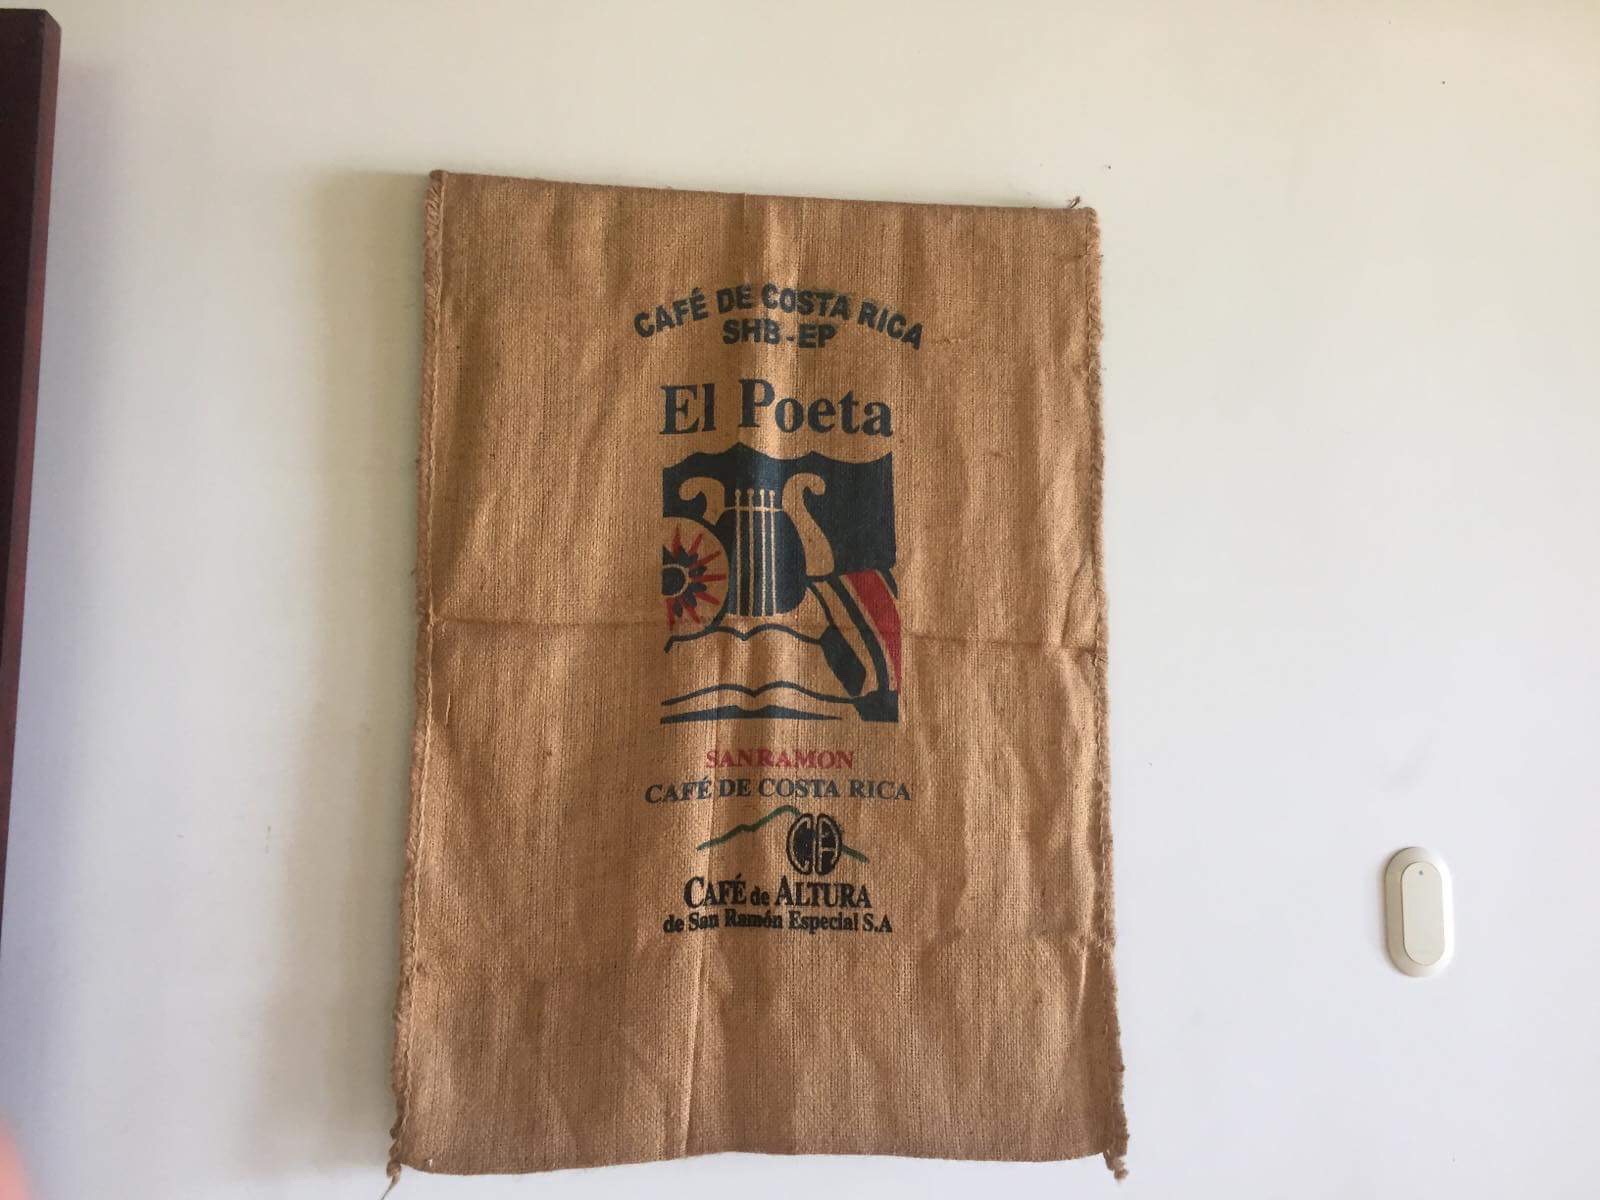 CAFÉ DE COSTA RICA
SHB-EP
El Poeta
SANRAMON
CAFÉ DE COSTA RICA
CA
CAFÉ de ALTURA
de San Ramón Especial S.A